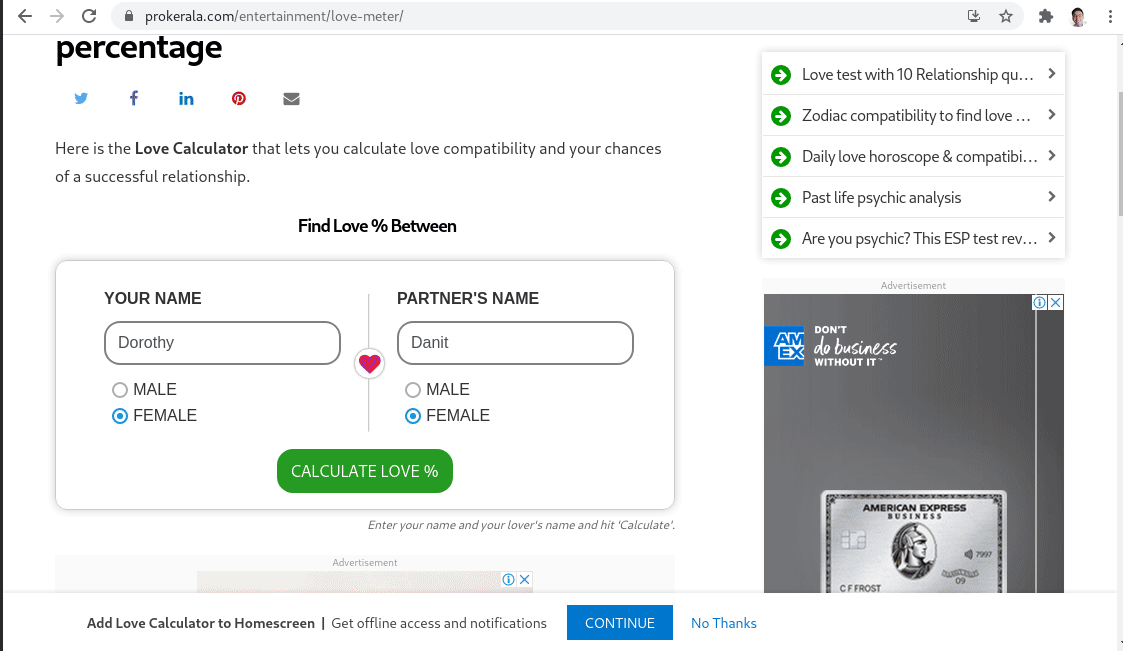 prokerala.com/entertainment/love-meter/
percentage
Here is the Love Calculator that lets you calculate love compatibility and your chances
of a successful relationship.
Find Love % Between
YOUR NAME
Dorothy
MALE
FEMALE
PARTNER'S NAME
Danit
MALE
FEMALE
CALCULATE LOVE %
Enter your name and your lover's name and hit 'Calculate'.
Advertisement
Love test with 10 Relationship qu...
Zodiac compatibility to find love ...
Daily love horoscope & compatibi...
Past life psychic analysis
Are you psychic? This ESP test rev...
Advertisement
AM
EX
DON'T
do business
WITHOUT IT™
AMERICAN EXPRESS
BUSINESS
7997
09
C F FROST
Add Love Calculator to Homescreen | Get offline access and notifications
CONTINUE
No Thanks